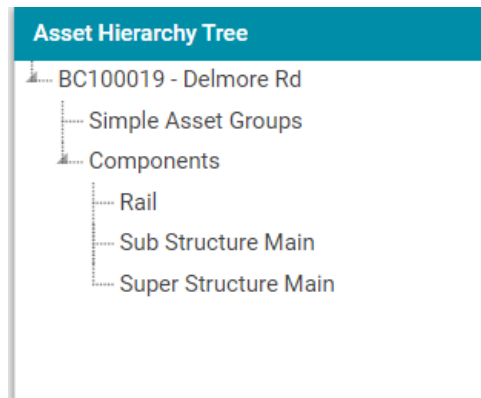 Asset Hierarchy Tree
BC100019 - Delmore Rd
Simple Asset Groups
Components
Rail
Sub Structure Main
Super Structure Main